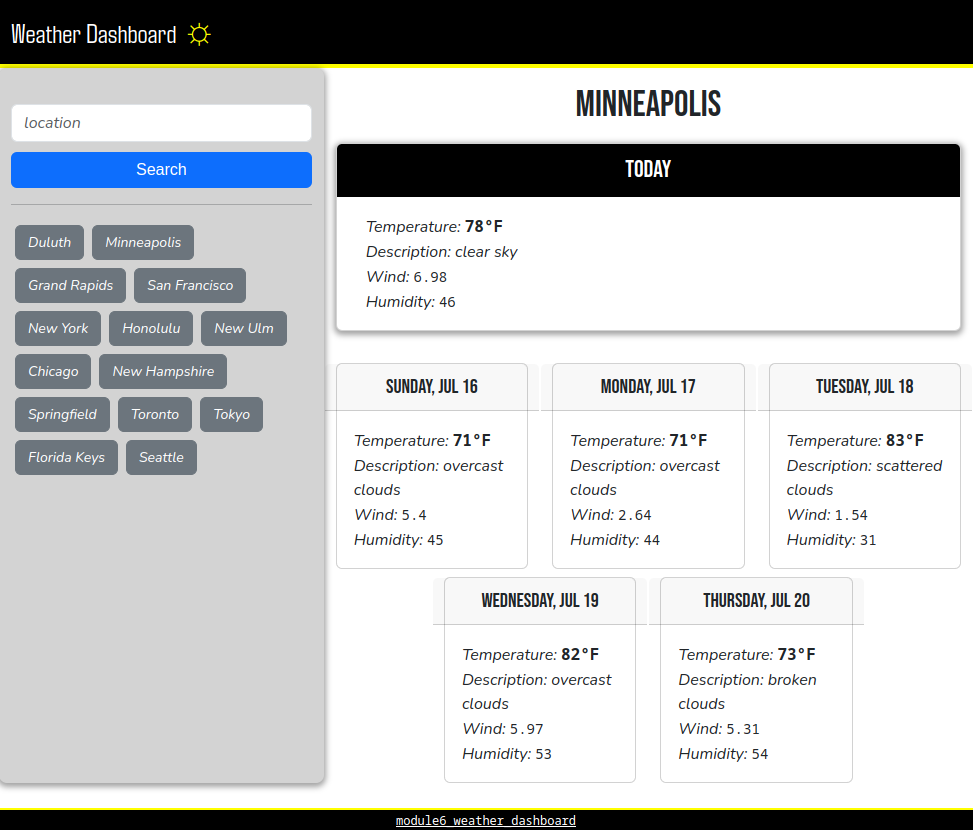 Weather Dashboard
location
Search
Duluth Minneapolis
Grand Rapids San Francisco
New York Honolulu New Ulm
Chicago New Hampshire
Springfield Toronto Tokyo
Florida Keys Seattle
MINNEAPOLIS
TODAY
Temperature: 78°F
Description: clear sky
Wind: 6.98
Humidity: 46
SUNDAY, JUL 16
Temperature: 71°F
Description: overcast
clouds
Wind: 5.4
Humidity: 45
MONDAY, JUL 17
Temperature: 71°F
Description: overcast
clouds
Wind: 2.64
Humidity: 44
TUESDAY, JUL 18
Temperature: 83°F
Description: scattered
clouds
Wind: 1.54
Humidity: 31
WEDNESDAY, JUL 19
Temperature: 82°F
Description: overcast
clouds
Wind: 5.97
Humidity: 53
THURSDAY, JUL 20
Temperature: 73°F
Description: broken
clouds
Wind: 5.31
Humidity: 54
module6_weather_dashboard